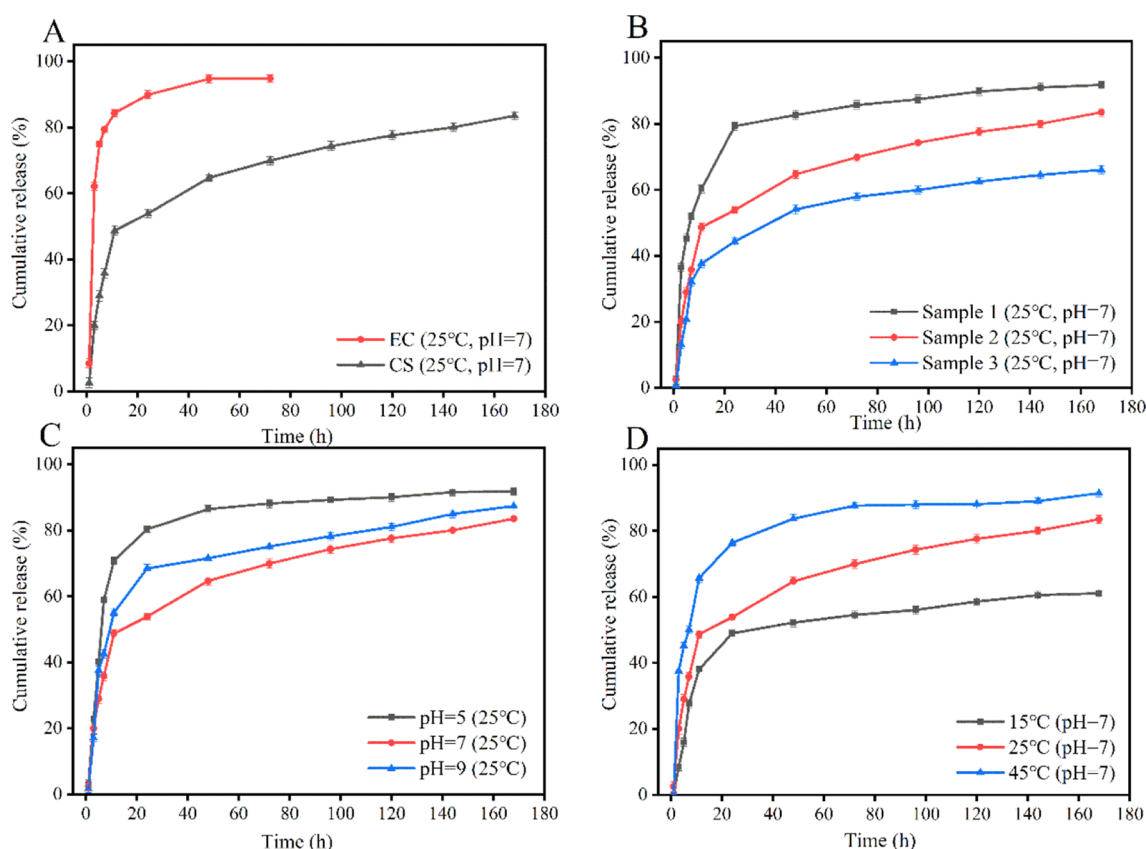 A
Cumulative release (%)
100
80
60
40
20
0
EC (25℃, pH=7)
CS (25℃, pH=7)
0 20 40 60 80 100 120 140 160 180
Time (h)
B
Cumulative release (%)
100
80
60
40
20
0
Sample 1 (25℃, pH=7)
Sample 2 (25℃, pH=7)
Sample 3 (25℃, pH=7)
0 20 40 60 80 100 120 140 160 180
Time (h)
C
Cumulative release (%)
100
80
60
40
20
0
pH=5 (25℃)
pH=7 (25℃)
pH=9 (25℃)
0 20 40 60 80 100 120 140 160 180
Time (h)
D
Cumulative release (%)
100
80
60
40
20
0
15℃ (pH=7)
25℃ (pH=7)
45℃ (pH=7)
0 20 40 60 80 100 120 140 160 180
Time (h)